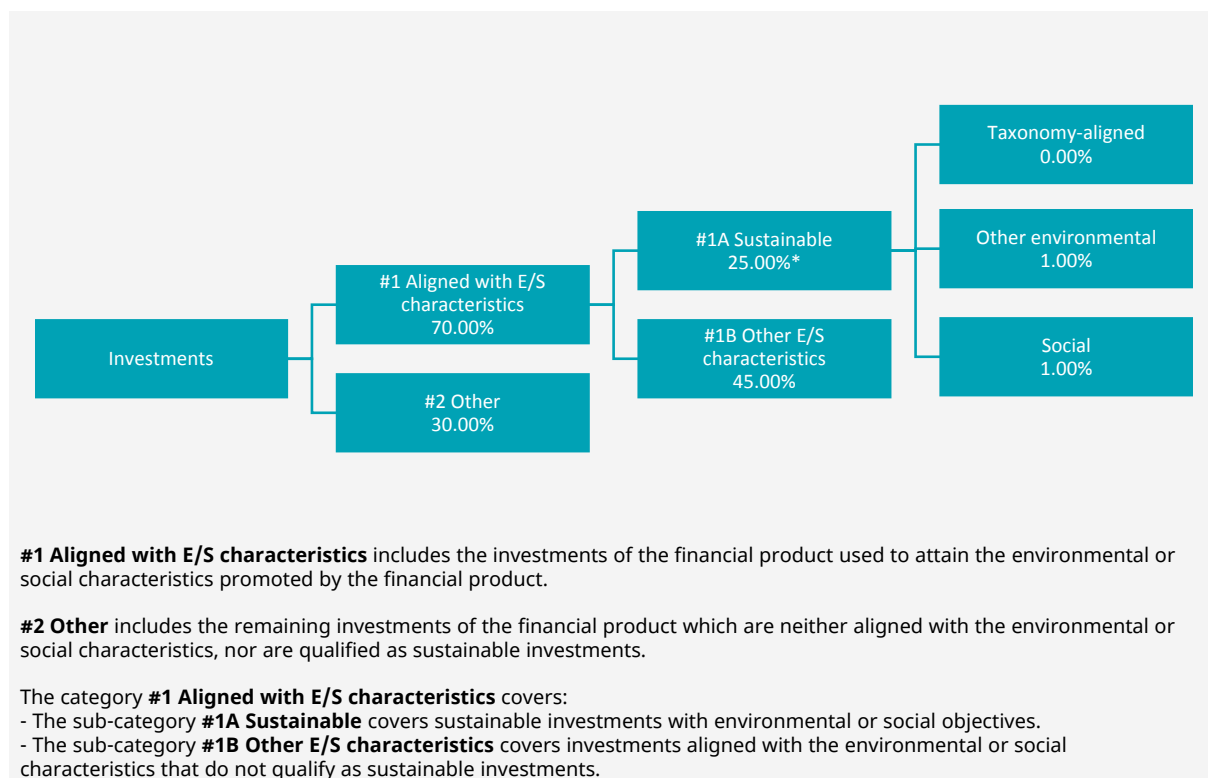 Investments
#1 Aligned with E/S
characteristics
70.00%
#2 Other
30.00%
#1A Sustainable
25.00%*
#1B Other E/S
characteristics
45.00%
Taxonomy-aligned
0.00%
Other environmental
1.00%
Social
1.00%
#1 Aligned with E/S characteristics includes the investments of the financial product used to attain the environmental or
social characteristics promoted by the financial product.
#2 Other includes the remaining investments of the financial product which are neither aligned with the environmental or
social characteristics, nor are qualified as sustainable investments.
The category #1 Aligned with E/S characteristics covers:
- The sub-category #1A Sustainable covers sustainable investments with environmental or social objectives.
- The sub-category #1B Other E/S characteristics covers investments aligned with the environmental or social
characteristics that do not qualify as sustainable investments.